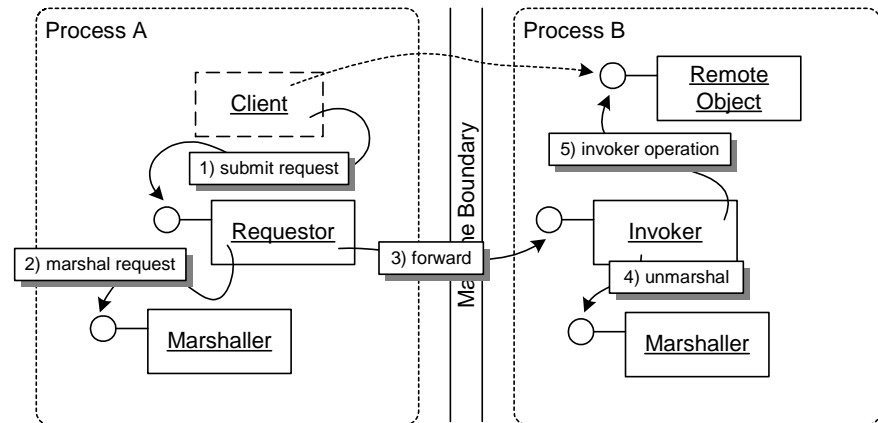 Process A
Process B
Client
Remote
Object
1) submit request
5) invoker operation
Requestor
Invoker
2) marshal request
3) forward
4) unmarshal
Marshaller
Marshaller
Boundary